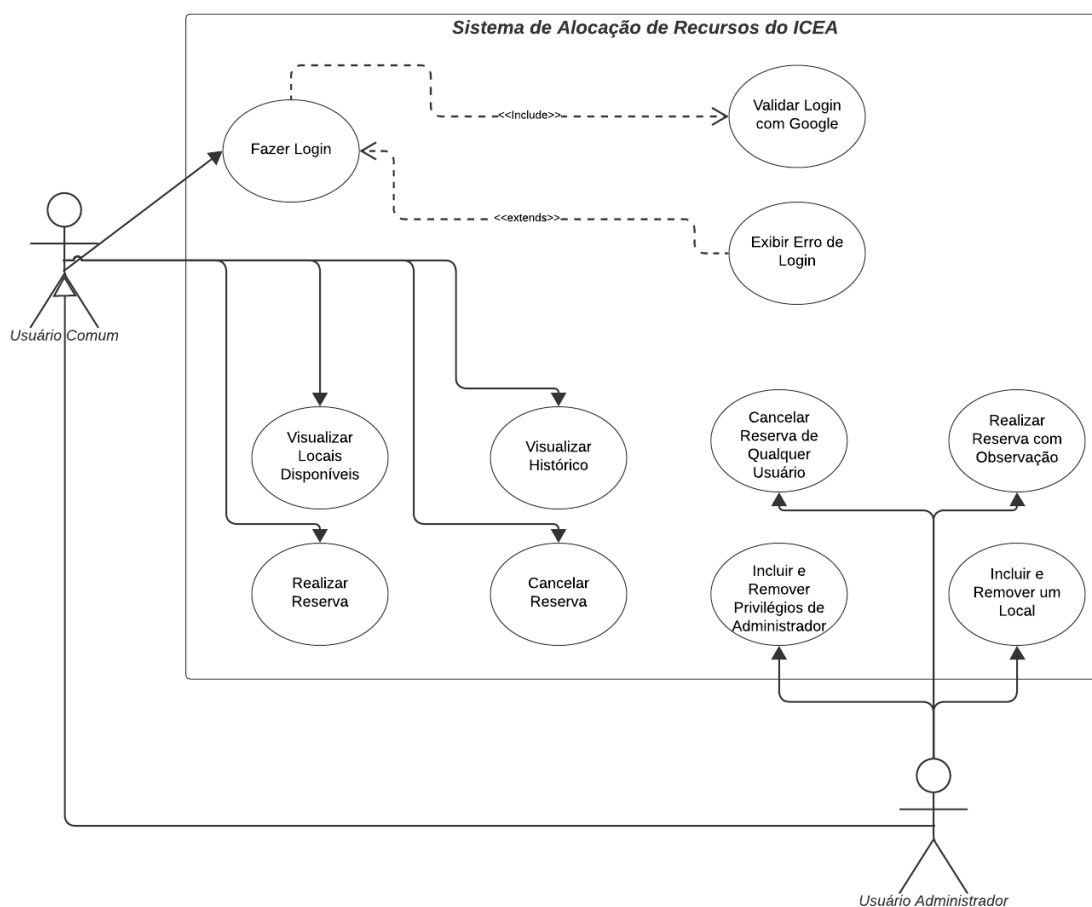 Sistema de Alocação de Recursos do ICEA
Validar Login
com Google
<<Include>>
Fazer Login
<<extends>>
Exibir Erro de
Login
Usuário Comum
Visualizar
Locais
Disponíveis
Visualizar
Histórico
Cancelar
Reserva de
Qualquer
Usuário
Realizar
Reserva com
Observação
Realizar
Reserva
Cancelar
Reserva
Incluir e
Remover
Privilégios de
Administrador
Incluir e
Remover um
Local
Usuário Administrador